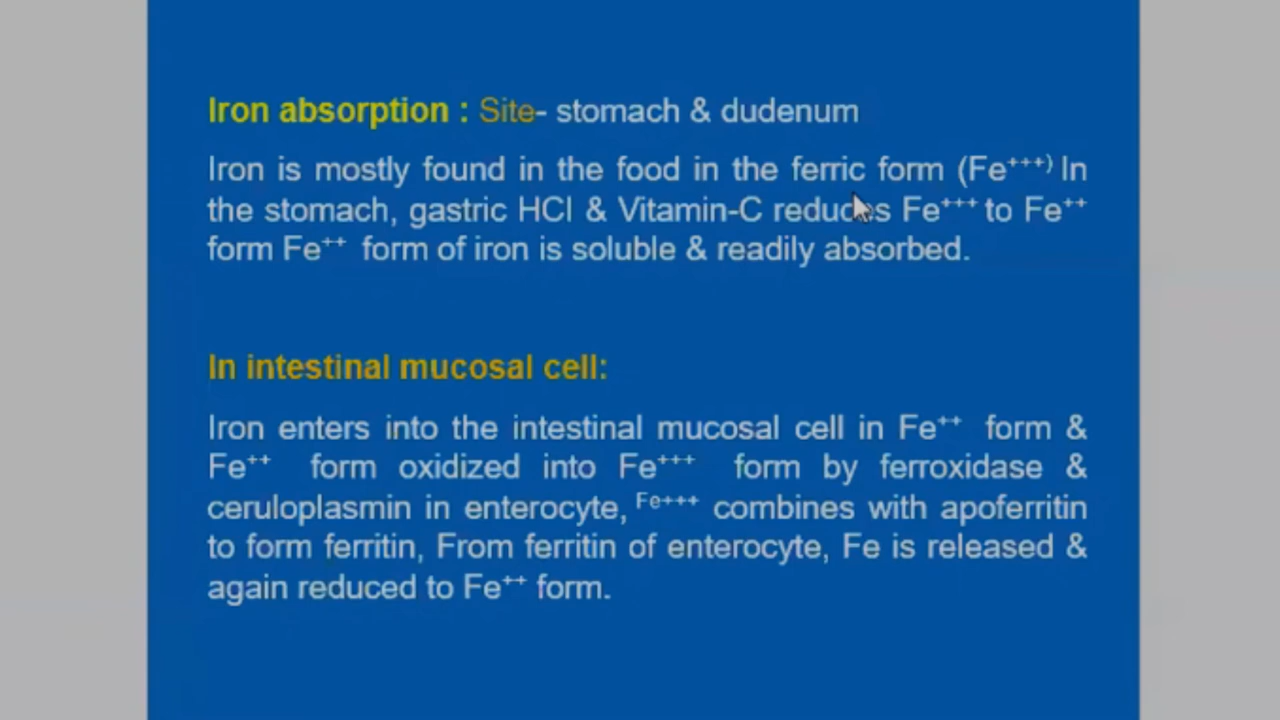 Iron absorption : Site- stomach & dudenum
Iron is mostly found in the food in the ferric form (Fe⁺⁺⁺⁾ In
the stomach, gastric HCl & Vitamin-C reduces Fe⁺⁺⁺ to Fe⁺⁺
form Fe⁺⁺ form of iron is soluble & readily absorbed.
In intestinal mucosal cell:
Iron enters into the intestinal mucosal cell in Fe⁺⁺ form &
Fe⁺⁺ form oxidized into Fe⁺⁺⁺ form by ferroxidase &
ceruloplasmin in enterocyte, Fe+++ combines with apoferritin
to form ferritin, From ferritin of enterocyte, Fe is released &
again reduced to Fe⁺⁺ form.